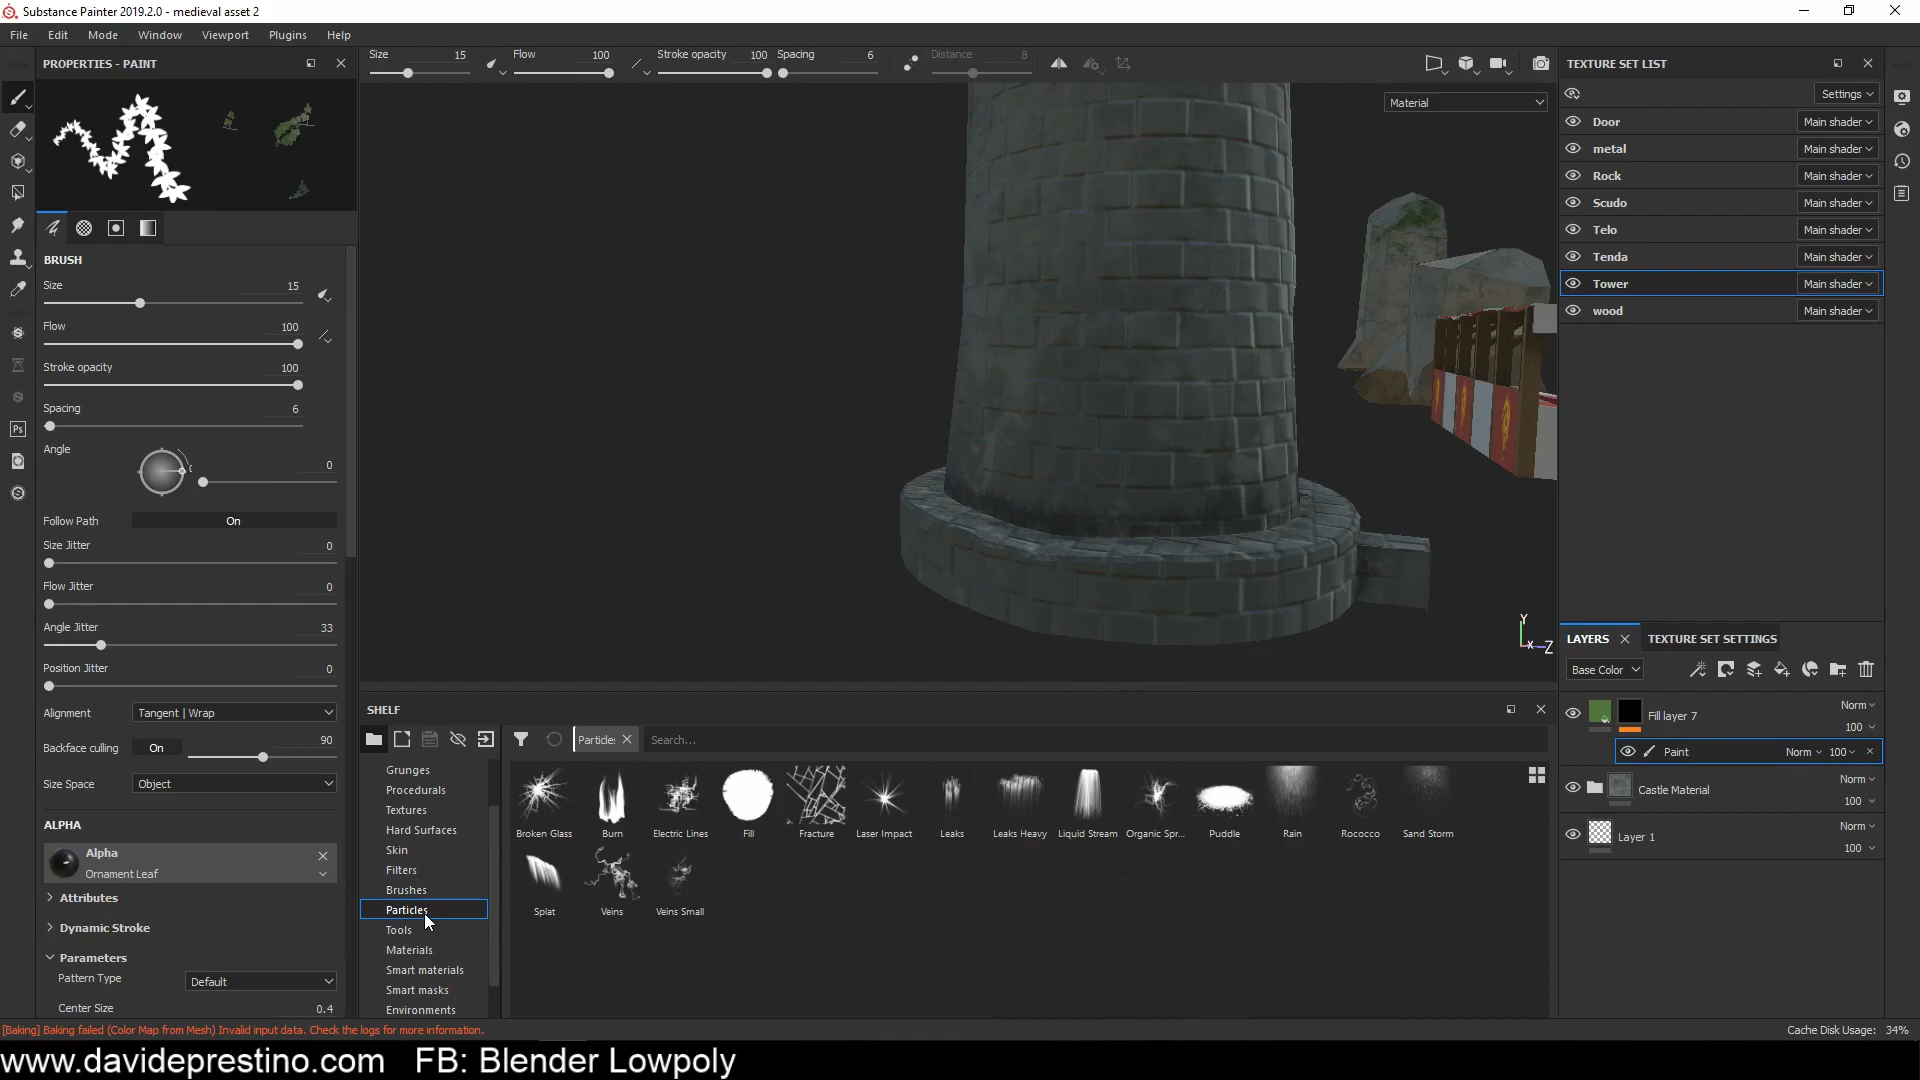 Substance Painter 2019.2.0 - medieval asset 2
File Edit Mode Window Viewport Plugins Help
PROPERTIES - PAINT
Size 15 Flow 100 Stroke opacity 100 Spacing 6 Distance 8
Material
BRUSH
Size 15
Flow 100
Stroke opacity 100
Spacing 6
Angle 0
Follow Path On
Size Jitter 0
Flow Jitter 0
Angle Jitter 33
Position Jitter 0
Alignment Tangent | Wrap
Backface culling On 90
Size Space Object
ALPHA
Alpha
Ornament Leaf
Attributes
Dynamic Stroke
Parameters
Pattern Type Default
Center Size 0.4
Y
X Z
SHELF
Particles Search...
Grunges
Procedurals
Textures
Hard Surfaces
Skin
Filters
Brushes
Particles
Tools
Materials
Smart materials
Smart masks
Environments
Broken Glass Burn Electric Lines Fill Fracture Laser Impact Leaks Leaks Heavy Liquid Stream Organic Spr... Puddle Rain Rococco Sand Storm
Splat Veins Veins Small
TEXTURE SET LIST
Settings
Door Main shader
metal Main shader
Rock Main shader
Scudo Main shader
Telo Main shader
Tenda Main shader
Tower Main shader
wood Main shader
LAYERS TEXTURE SET SETTINGS
Base Color
Fill layer 7 Norm
100
Paint Norm 100
Castle Material Norm
100
Layer 1 Norm
100
Ps
[Baking] Baking failed (Color Map from Mesh) Invalid input data. Check the logs for more information.
Cache Disk Usage: 34%
www.davideprestino.com FB: Blender Lowpoly